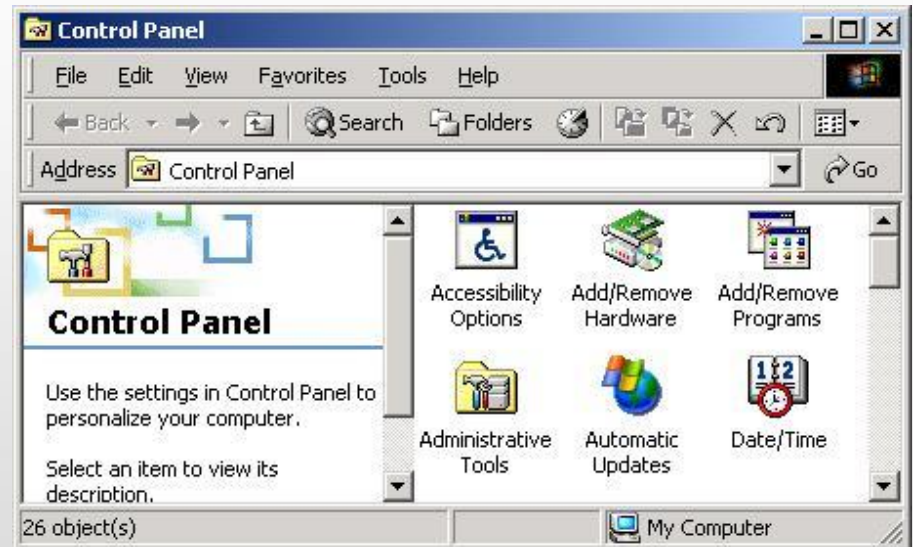 Control Panel
File Edit View Favorites Tools Help
Back Search Folders
Address Control Panel Go
Control Panel
Use the settings in Control Panel to
personalize your computer.
Select an item to view its
description.
Accessibility
Options
Add/Remove
Hardware
Add/Remove
Programs
Administrative
Tools
Automatic
Updates
12
Date/Time
26 object(s) My Computer